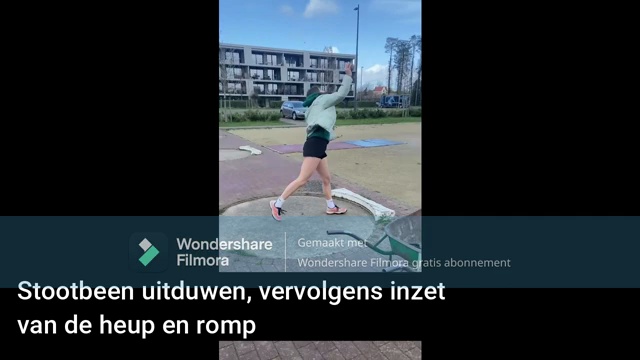 Wondershare
Filmora
Gemaakt met
Wondershare Filmora gratis abonnement
Stootbeen uitduwen, vervolgens inzet
van de heup en romp